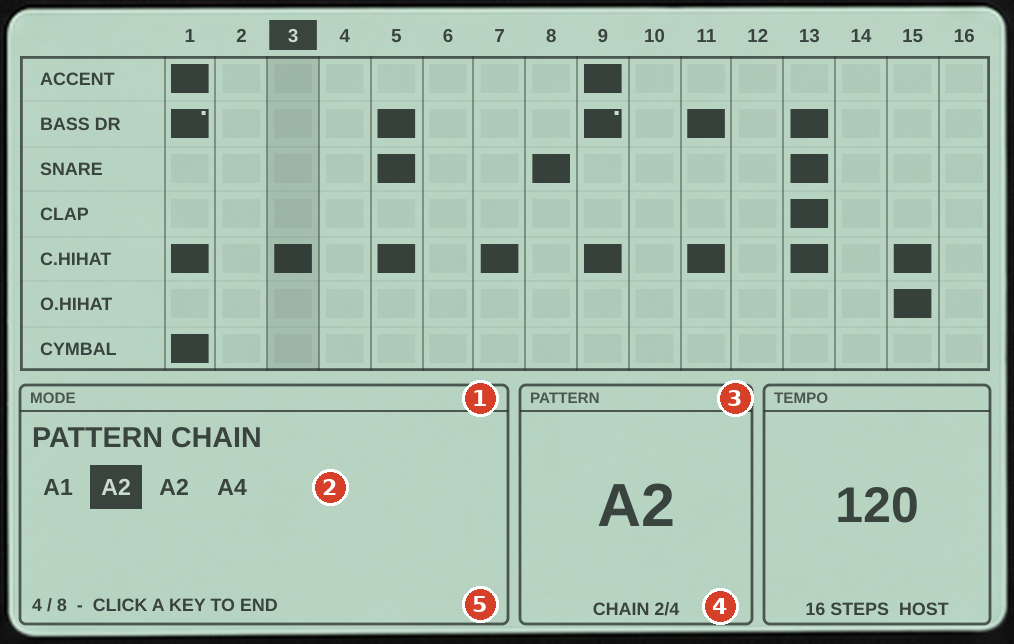 1 2 3 4 5 6 7 8 9 10 11 12 13 14 15 16
ACCENT
BASS DR
SNARE
CLAP
C.HIHAT
O.HIHAT
CYMBAL
MODE 1
PATTERN CHAIN
A1 A2 A2 A4 2
4 / 8 - CLICK A KEY TO END 5
PATTERN 3
A2
CHAIN 2/4 4
TEMPO
120
16 STEPS HOST